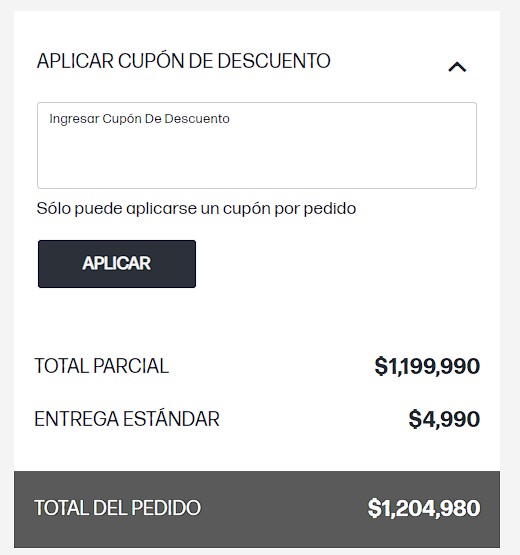 APLICAR CUPÓN DE DESCUENTO
Ingresar Cupón De Descuento
Sólo puede aplicarse un cupón por pedido
APLICAR
TOTAL PARCIAL $1,199,990
ENTREGA ESTÁNDAR $4,990
TOTAL DEL PEDIDO $1,204,980